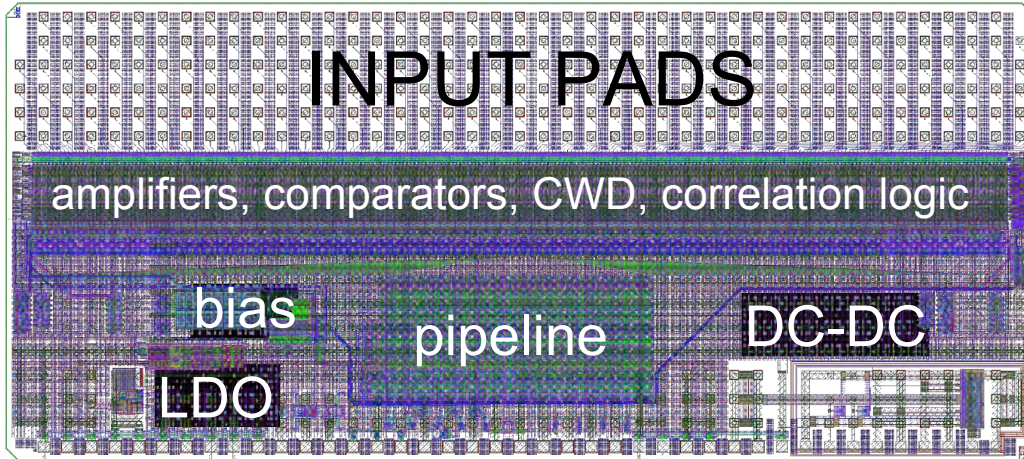 INPUT PADS
amplifiers, comparators, CWD, correlation logic
bias
pipeline
DC-DC
LDO